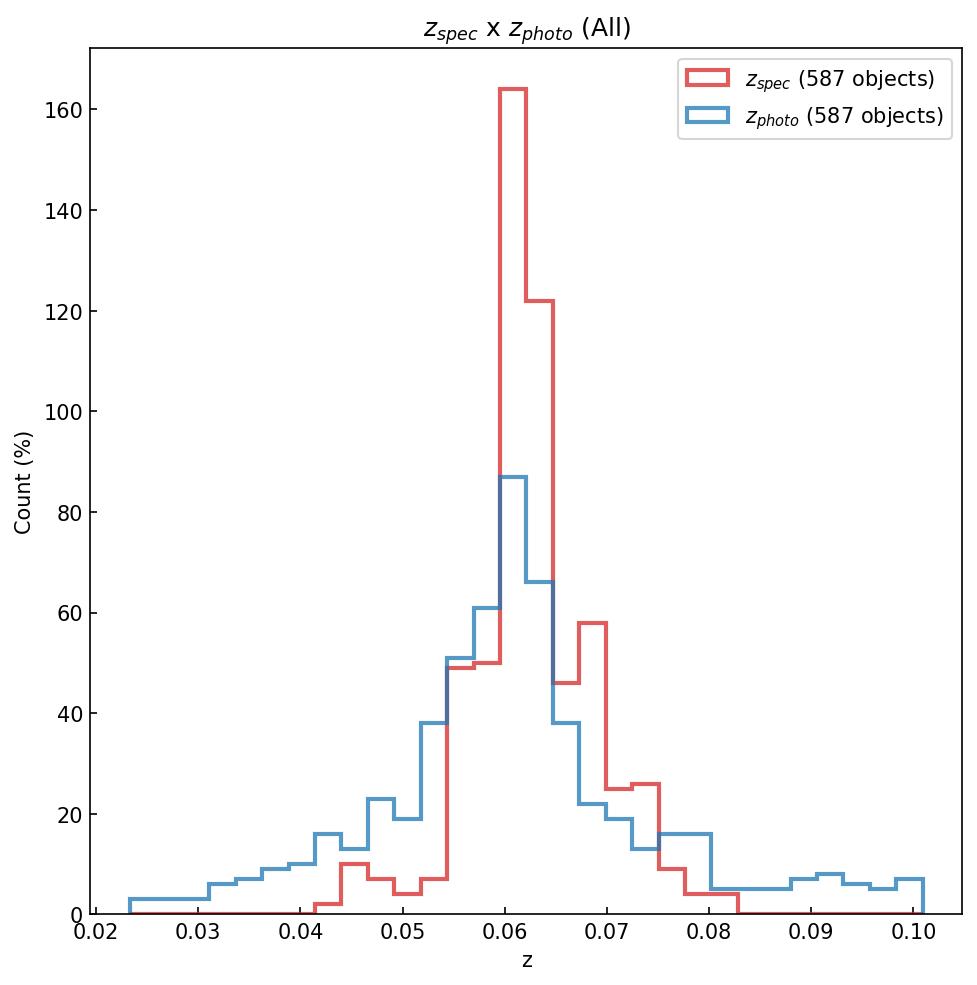 z_spec x z_photo (All)
z_spec (587 objects)
z_photo (587 objects)
Count (%)
160
140
120
100
80
60
40
20
0
0.02 0.03 0.04 0.05 0.06 0.07 0.08 0.09 0.10
z